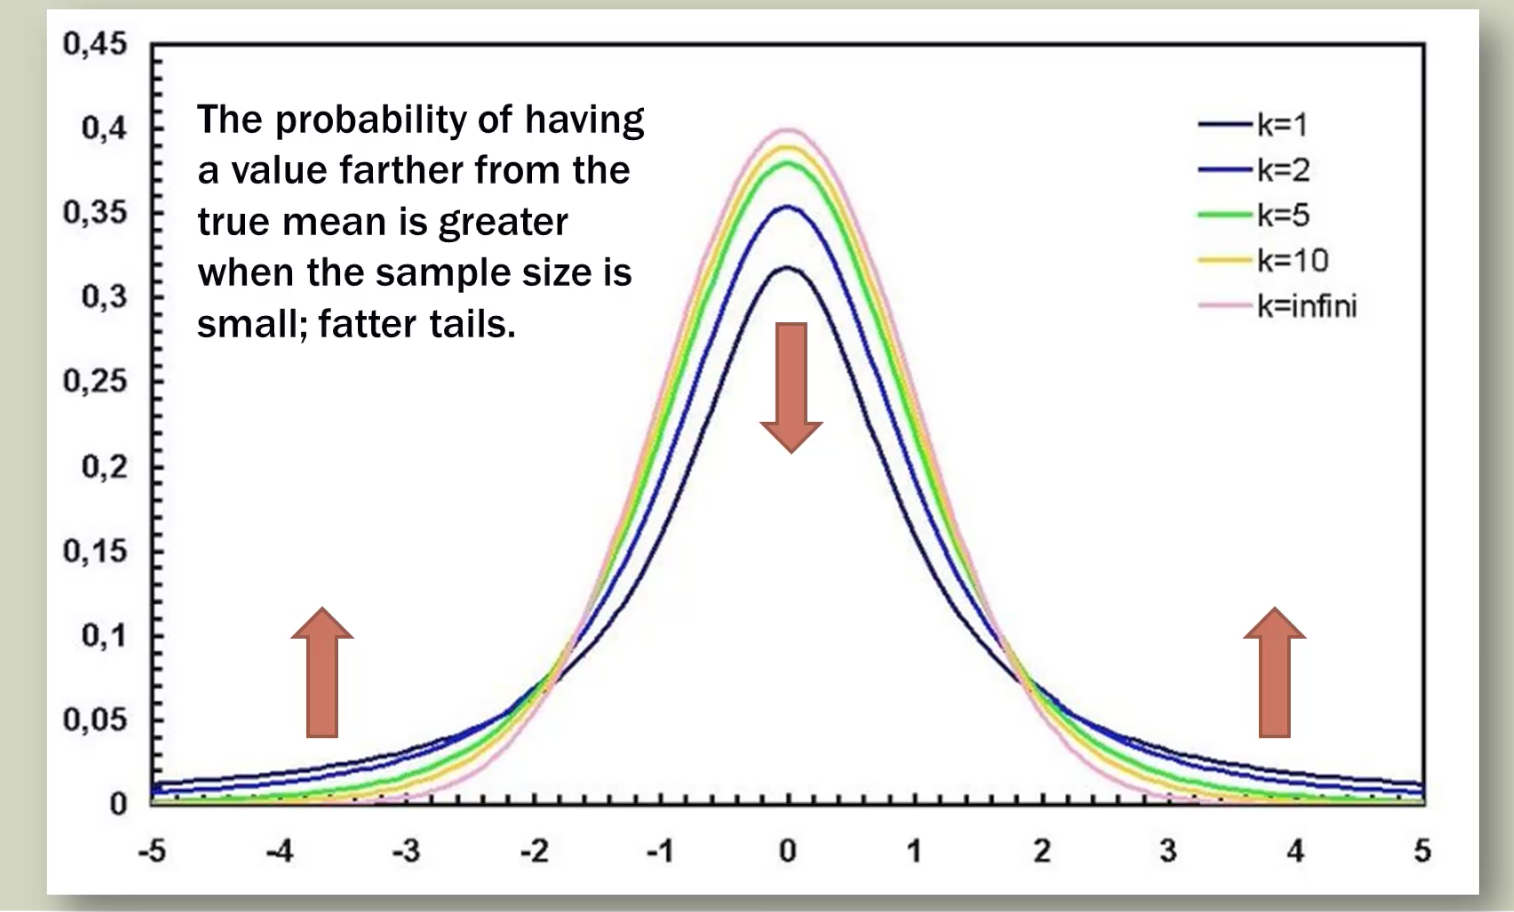 0,45
0,4
0,35
0,3
0,25
0,2
0,15
0,1
0,05
0
The probability of having
a value farther from the
true mean is greater
when the sample size is
small; fatter tails.
k=1
k=2
k=5
k=10
k=infini
-5 -4 -3 -2 -1 0 1 2 3 4 5